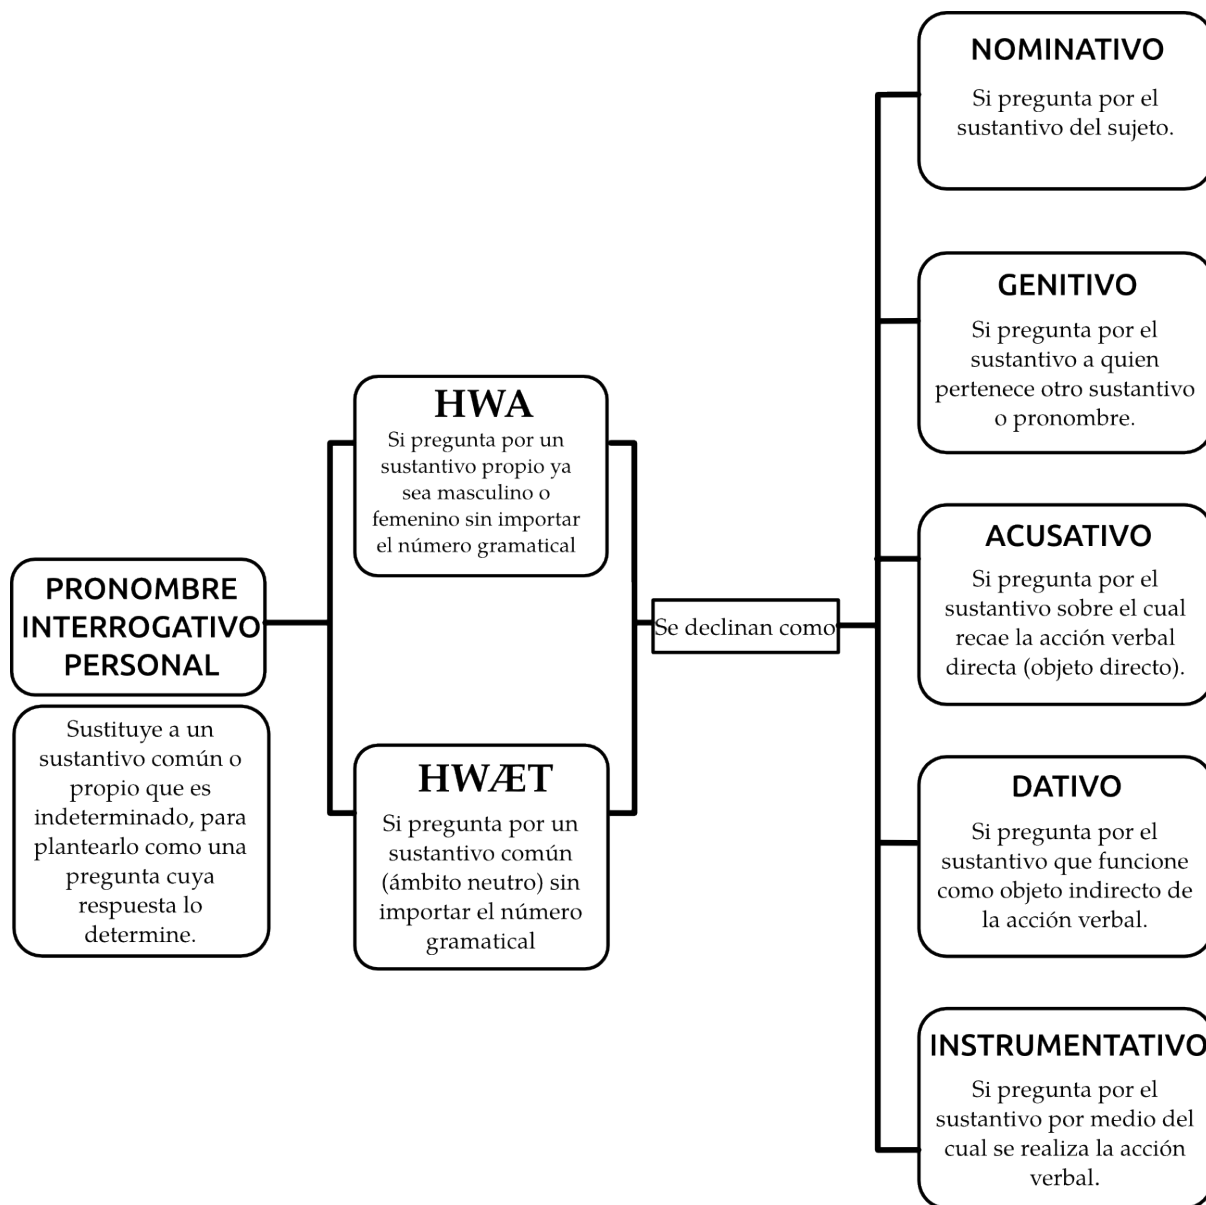 PRONOMBRE
INTERROGATIVO
PERSONAL
Sustituye a un
sustantivo común o
propio que es
indeterminado, para
plantearlo como una
pregunta cuya
respuesta lo
determine.
HWA
Si pregunta por un
sustantivo propio ya
sea masculino o
femenino sin importar
el número gramatical
HWÆT
Si pregunta por un
sustantivo común
(ámbito neutro) sin
importar el número
gramatical
Se declinan como
NOMINATIVO
Si pregunta por el
sustantivo del sujeto.
GENITIVO
Si pregunta por el
sustantivo a quien
pertenece otro sustantivo
o pronombre.
ACUSATIVO
Si pregunta por el
sustantivo sobre el cual
recae la acción verbal
directa (objeto directo).
DATIVO
Si pregunta por el
sustantivo que funcione
como objeto indirecto de
la acción verbal.
INSTRUMENTATIVO
Si pregunta por el
sustantivo por medio del
cual se realiza la acción
verbal.